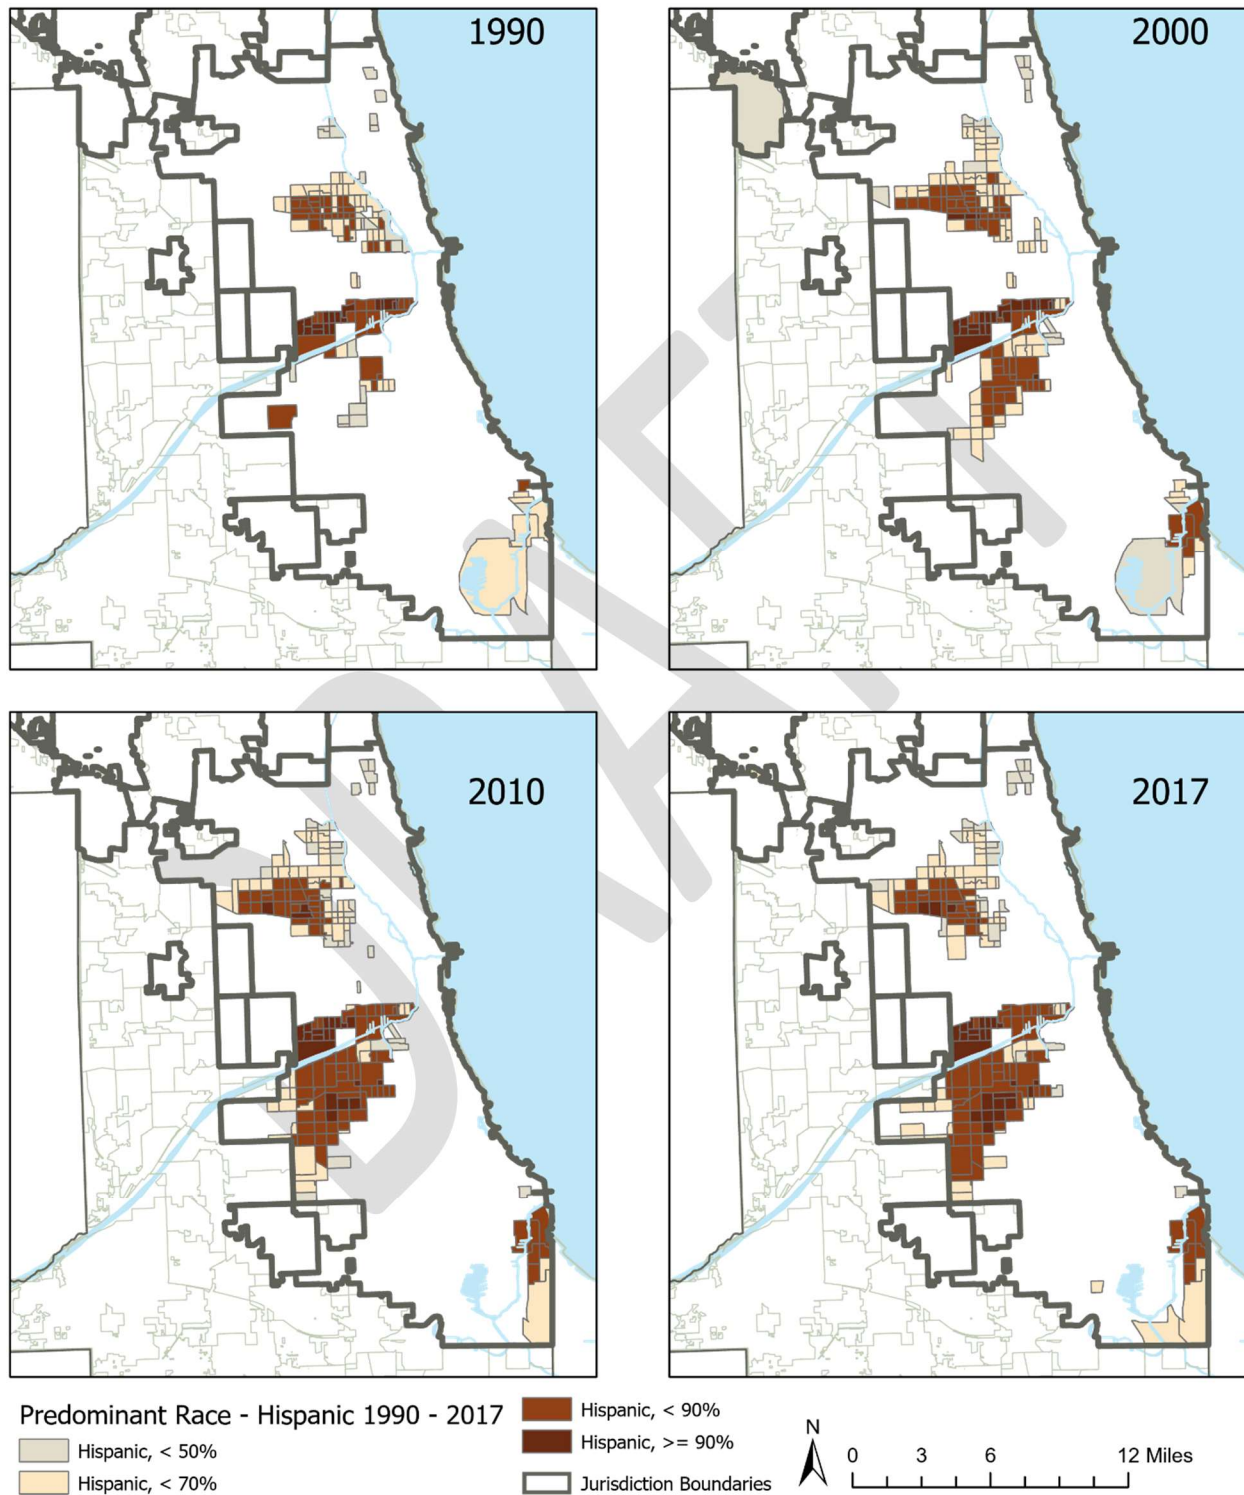 1990
2000
2010
2017
DRAFT
Predominant Race - Hispanic 1990 - 2017
Hispanic, < 50%
Hispanic, < 70%
Hispanic, < 90%
Hispanic, >= 90%
Jurisdiction Boundaries
N
0 3 6 12 Miles